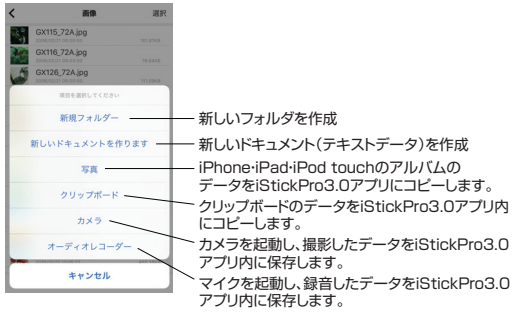 画像
選択
GX115_72A.jpg
GX116_72A.jpg
GX126_72A.jpg
項目を選択してください
新規フォルダー
新しいドキュメントを作ります
写真
クリップボード
カメラ
オーディオレコーダー
キャンセル
新しいフォルダを作成
新しいドキュメント(テキストデータ)を作成
iPhone・iPad・iPod touchのアルバムの
データをiStickPro3.0アプリにコピーします。
クリップボードのデータをiStickPro3.0アプリ内
にコピーします。
カメラを起動し、撮影したデータをiStickPro3.0
アプリ内に保存します。
マイクを起動し、録音したデータをiStickPro3.0
アプリ内に保存します。